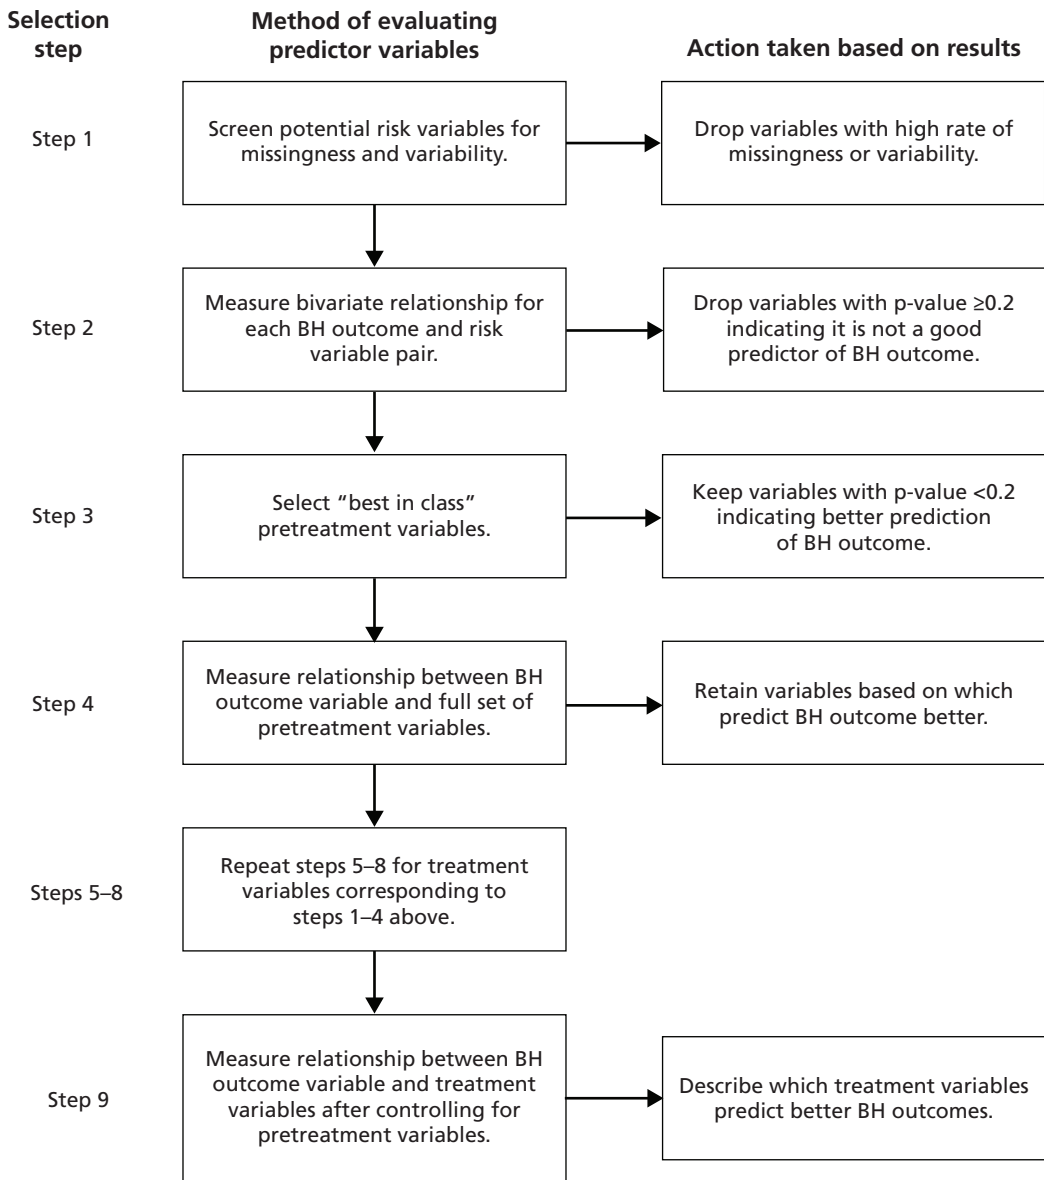 Selection
step
Method of evaluating
predictor variables
Action taken based on results
Step 1
Screen potential risk variables for
missingness and variability.
Drop variables with high rate of
missingness or variability.
Step 2
Measure bivariate relationship for
each BH outcome and risk
variable pair.
Drop variables with p-value ≥0.2
indicating it is not a good
predictor of BH outcome.
Step 3
Select “best in class”
pretreatment variables.
Keep variables with p-value <0.2
indicating better prediction
of BH outcome.
Step 4
Measure relationship between BH
outcome variable and full set of
pretreatment variables.
Retain variables based on which
predict BH outcome better.
Steps 5–8
Repeat steps 5–8 for treatment
variables corresponding to
steps 1–4 above.
Step 9
Measure relationship between BH
outcome variable and treatment
variables after controlling for
pretreatment variables.
Describe which treatment variables
predict better BH outcomes.